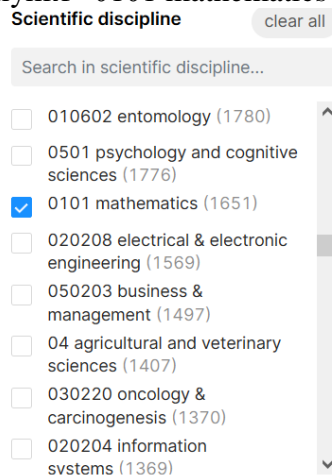 0101 mathematics
Scientific discipline
clear all
Search in scientific discipline...
010602 entomology (1780)
0501 psychology and cognitive
sciences (1776)
0101 mathematics (1651)
020208 electrical & electronic
engineering (1569)
050203 business &
management (1497)
04 agricultural and veterinary
sciences (1407)
030220 oncology &
carcinogenesis (1370)
020204 information
systems (1369)